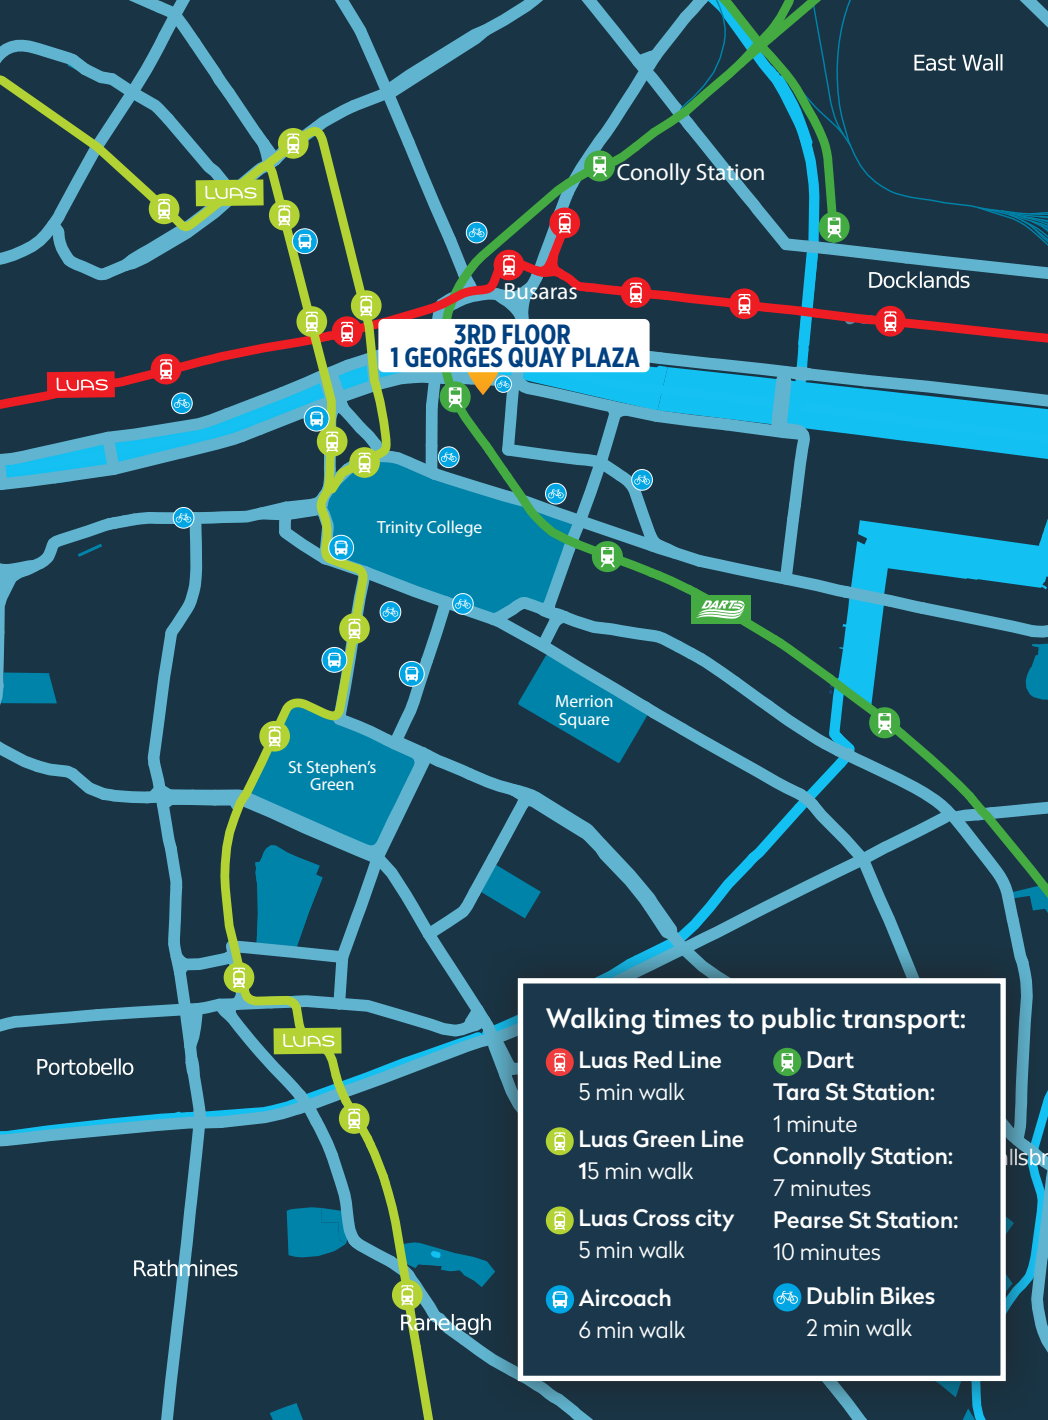 East Wall
Conolly Station
LUAS
Docklands
Busaras
3RD FLOOR
1 GEORGES QUAY PLAZA
LUAS
Trinity College
DART
Merrion
Square
St Stephen's
Green
LUAS
Portobello
Rathmines
Ranelagh
Walking times to public transport:
Luas Red Line
5 min walk
Luas Green Line
15 min walk
Luas Cross city
5 min walk
Aircoach
6 min walk
Dart
Tara St Station:
1 minute
Connolly Station:
7 minutes
Pearse St Station:
10 minutes
Dublin Bikes
2 min walk